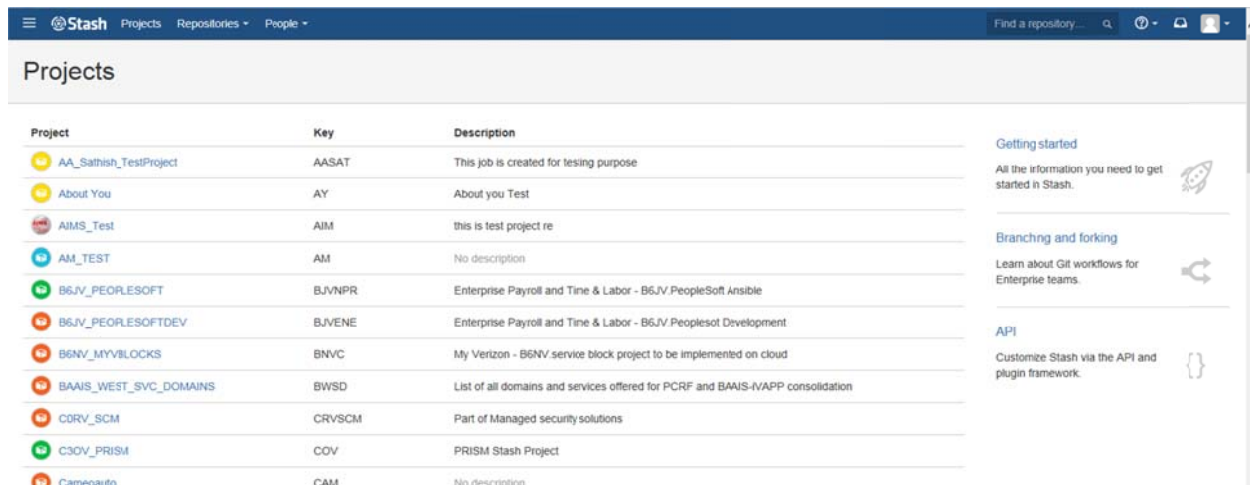 Stash Projects Repositories People Find a repository...
Projects
Project Key Description
AA_Sathish_TestProject AASAT This job is created for testing purpose
About You AY About you Test
AIMS_Test AIM this is test project re
AM_TEST AM No description
B6JV_PEOPLESOFT BJVNPR Enterprise Payroll and Time & Labor - B6JV.PeopleSoft Ansible
B6JV_PEOPLESOFTDEV BJVENE Enterprise Payroll and Time & Labor - B6JV.Peoplesot Development
B6NV_MYVBLOCKS BNVC My Verizon - B6NV.service block project to be implemented on cloud
BAAIS_WEST_SVC_DOMAINS BWSD List of all domains and services offered for PCRF and BAAIS-IVAPP consolidation
C0RV_SCM CRVSCM Part of Managed security solutions
C3OV_PRISM COV PRISM Stash Project
Cameoauto CAM No description
Getting started
All the information you need to get
started in Stash.
Branching and forking
Learn about Git workflows for
Enterprise teams.
API
Customize Stash via the API and
plugin framework.